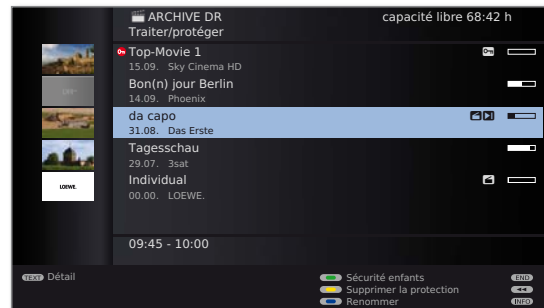 ARCHIVE DR capacité libre 68:42 h
Traiter/protéger
Top-Movie 1
15.09. Sky Cinema HD
Bon(n) jour Berlin
14.09. Phoenix
da capo
31.08. Das Erste
Tagesschau
29.07. 3sat
Individual
00.00. LOEWE.
LOEWE.
09:45 - 10:00
TEXT Détail
Sécurité enfants END
Supprimer la protection
Renommer INFO